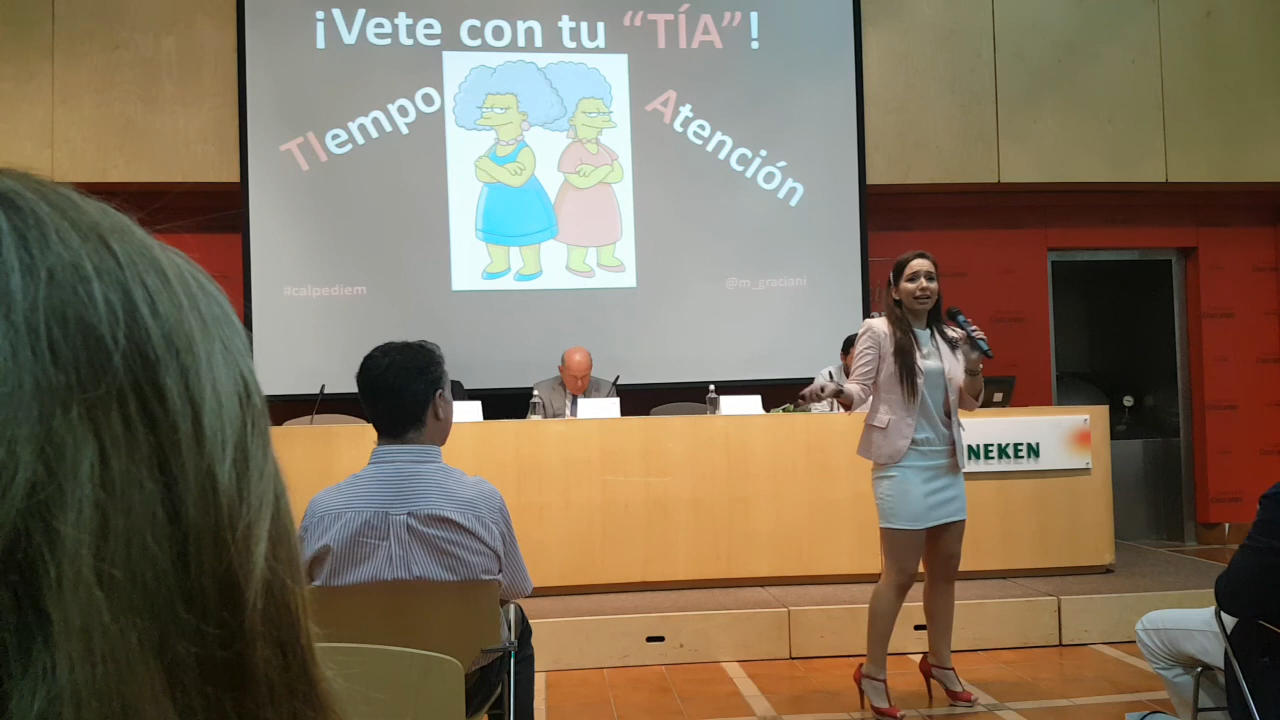 ¡Vete con tu “TÍA”!
TIempo
Atención
#calpediem
@m_graciani
NEKEN